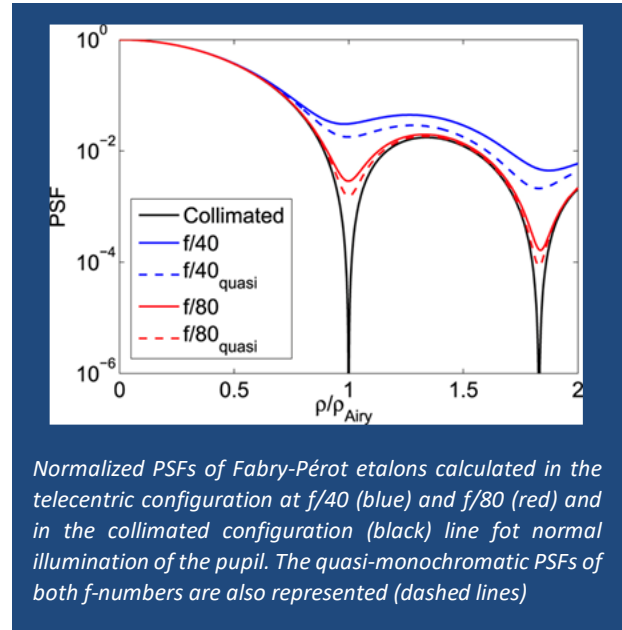 10⁰
10⁻²
10⁻⁴
10⁻⁶
PSF
Collimated
f/40
f/40quasi
f/80
f/80quasi
0
0.5
1
1.5
2
ρ/ρAiry
Normalized PSFs of Fabry-Pérot etalons calculated in the
telecentric configuration at f/40 (blue) and f/80 (red) and
in the collimated configuration (black) line fot normal
illumination of the pupil. The quasi-monochromatic PSFs of
both f-numbers are also represented (dashed lines)